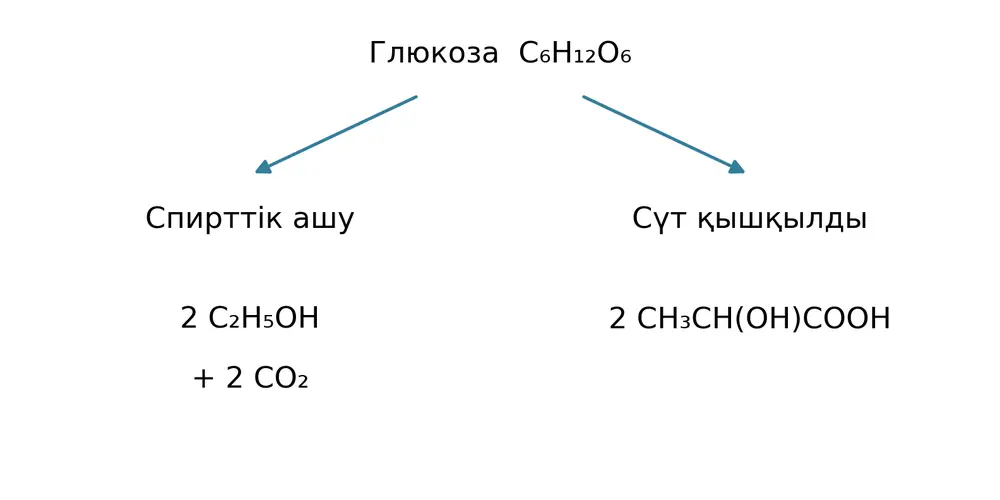 Глюкоза  C₆H₁₂O₆
Спирттік ашу
Сүт қышқылды
2 C₂H₅OH
2 CH₃CH(OH)COOH
+ 2 CO₂